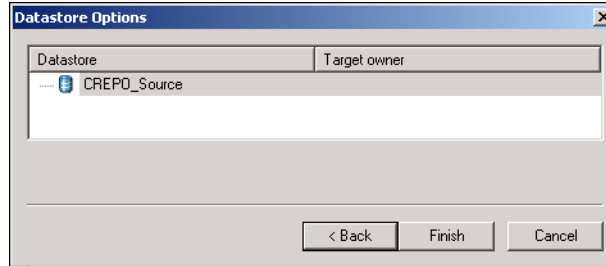 Datastore Options
Datastore Target owner
CREPO_Source
< Back Finish Cancel